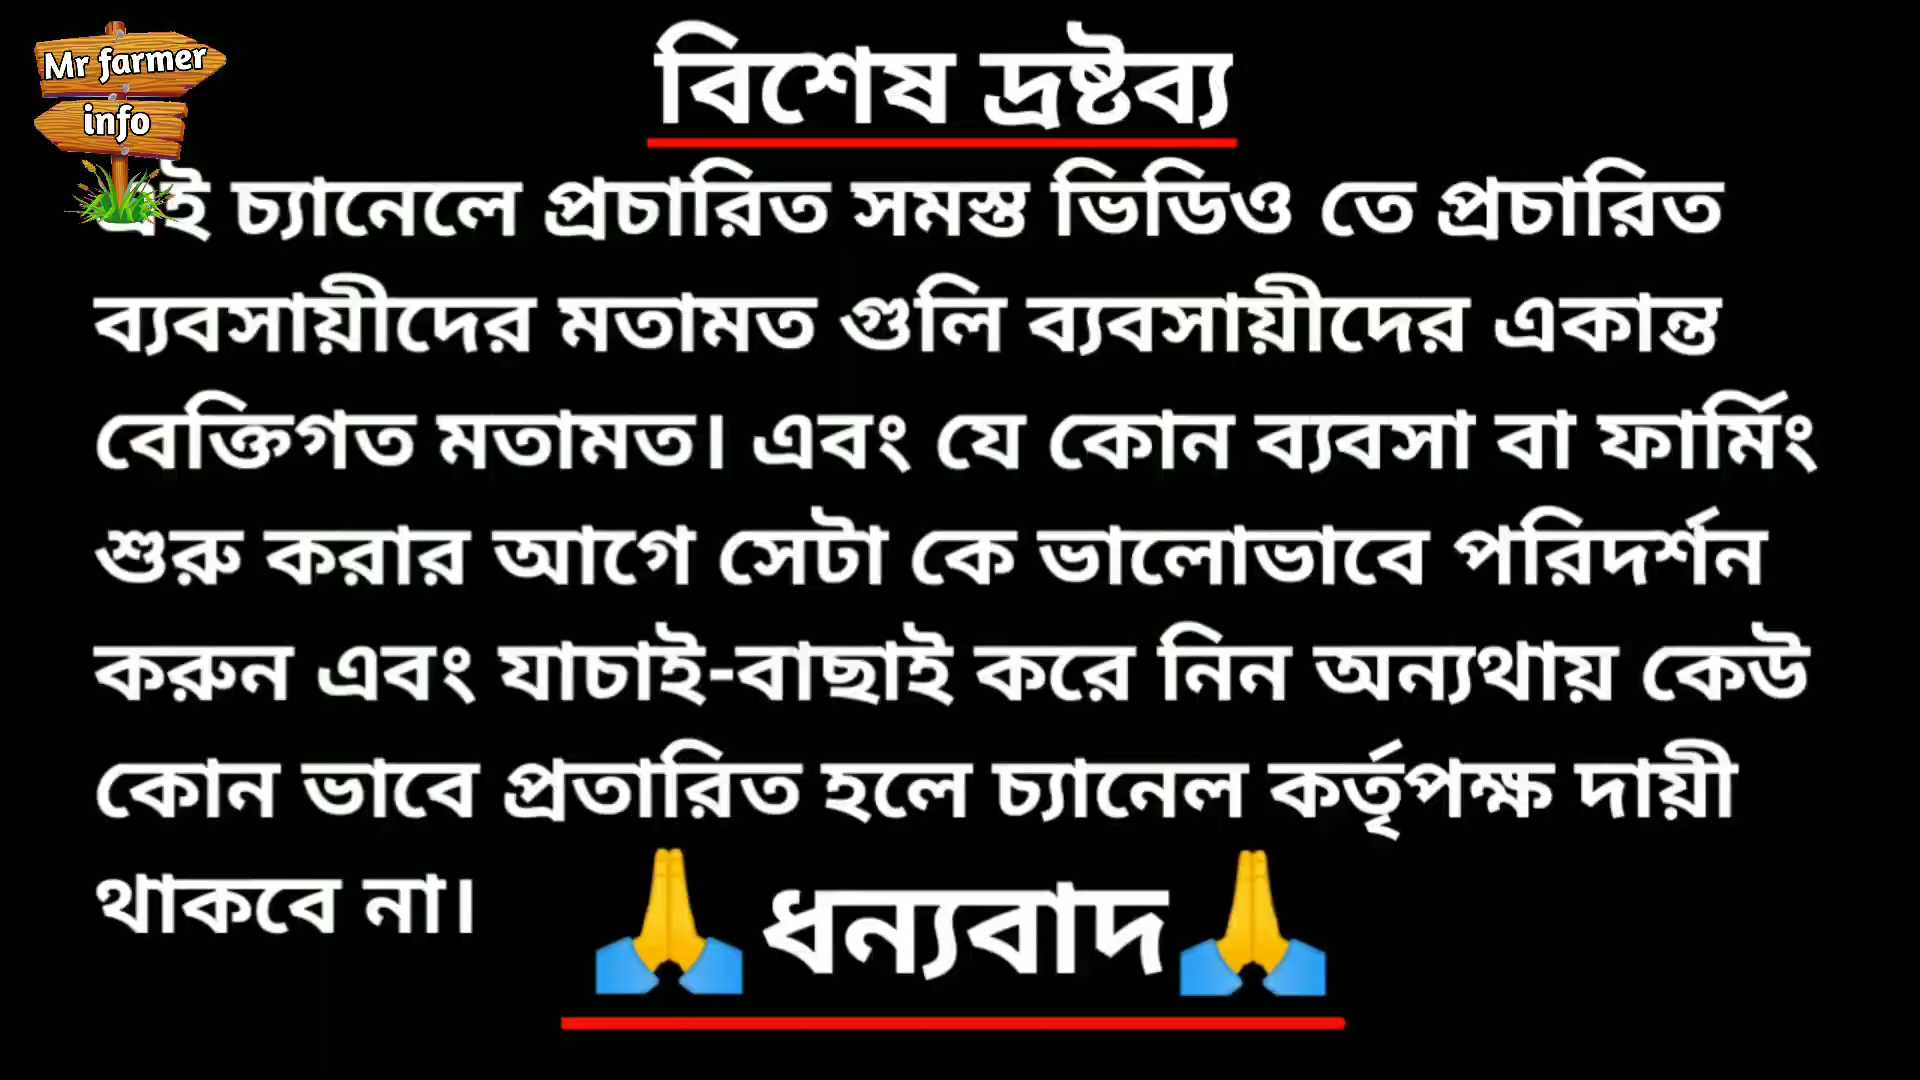 Mr farmer
info
বিশেষ দ্রষ্টব্য
এই চ্যানেলে প্রচারিত সমস্ত ভিডিও তে প্রচারিত
ব্যবসায়ীদের মতামত গুলি ব্যবসায়ীদের একান্ত
বেক্তিগত মতামত। এবং যে কোন ব্যবসা বা ফার্মিং
শুরু করার আগে সেটা কে ভালোভাবে পরিদর্শন
করুন এবং যাচাই-বাছাই করে নিন অন্যথায় কেউ
কোন ভাবে প্রতারিত হলে চ্যানেল কর্তৃপক্ষ দায়ী
থাকবে না।
🙏ধন্যবাদ🙏